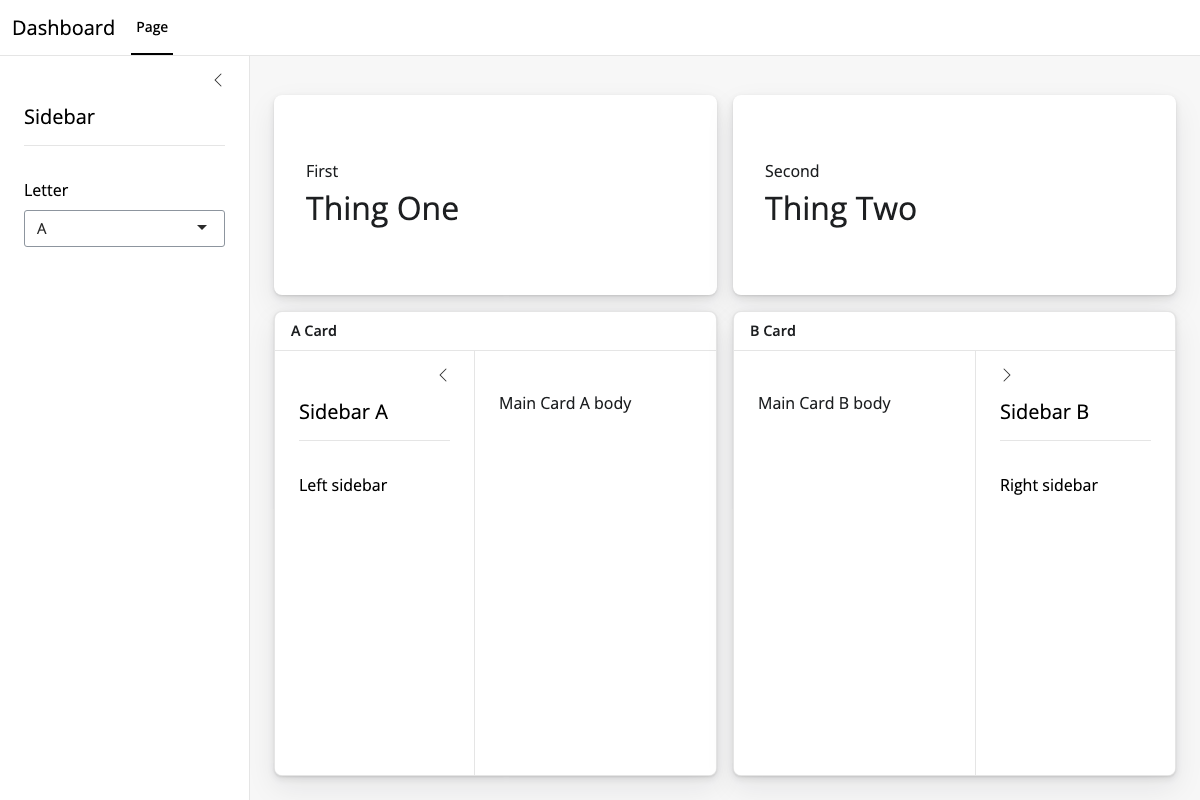 Dashboard Page
Sidebar
Letter
A
First
Thing One
Second
Thing Two
A Card
Sidebar A
Left sidebar
Main Card A body
B Card
Main Card B body
Sidebar B
Right sidebar